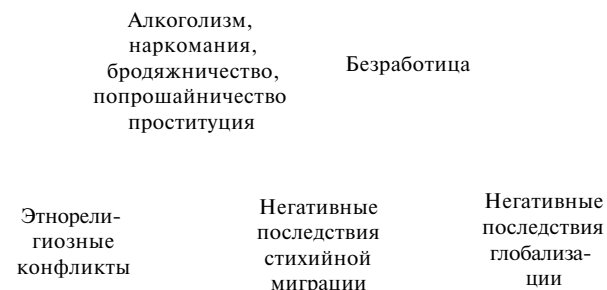 Алкоголизм,
наркомания,
бродяжничество,
попрошайничество
проституция
Безработица
Этнорели-
гиозные
конфликты
Негативные
последствия
стихийной
миграции
Негативные
последствия
глобализа-
ции